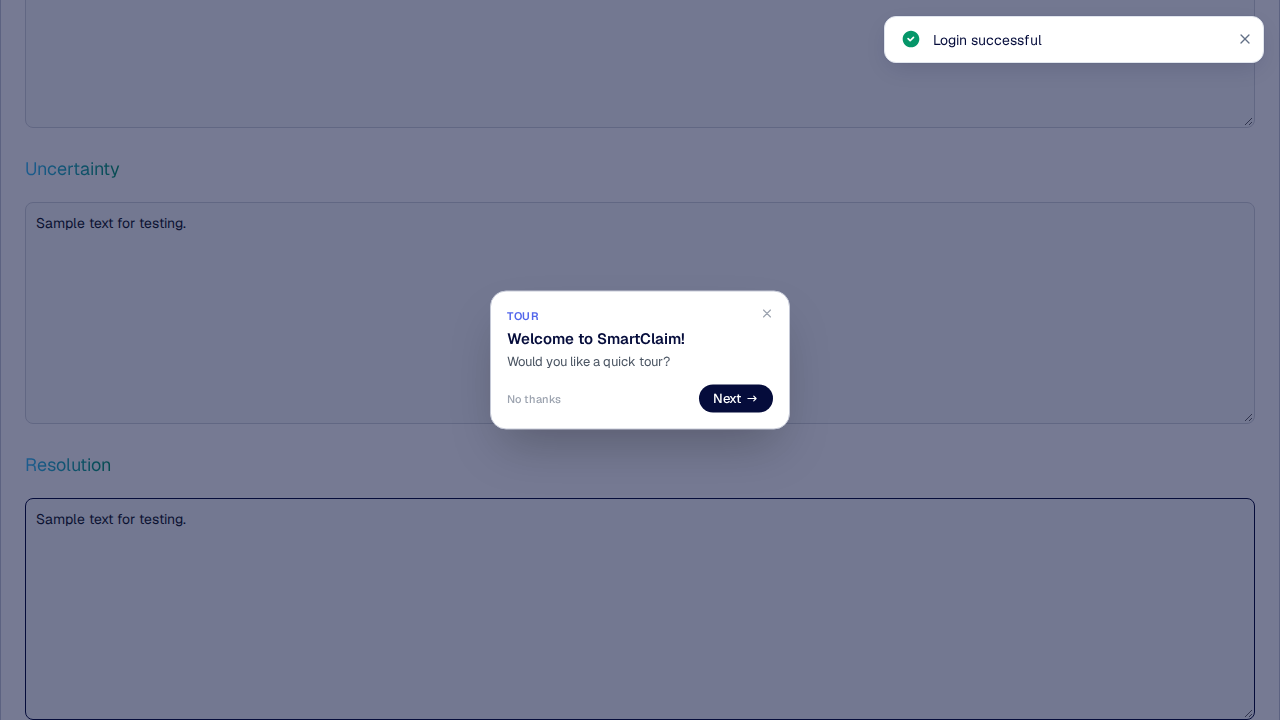 Login successful
Uncertainty
Sample text for testing.
TOUR
Welcome to SmartClaim!
Would you like a quick tour?
No thanks
Next →
Resolution
Sample text for testing.